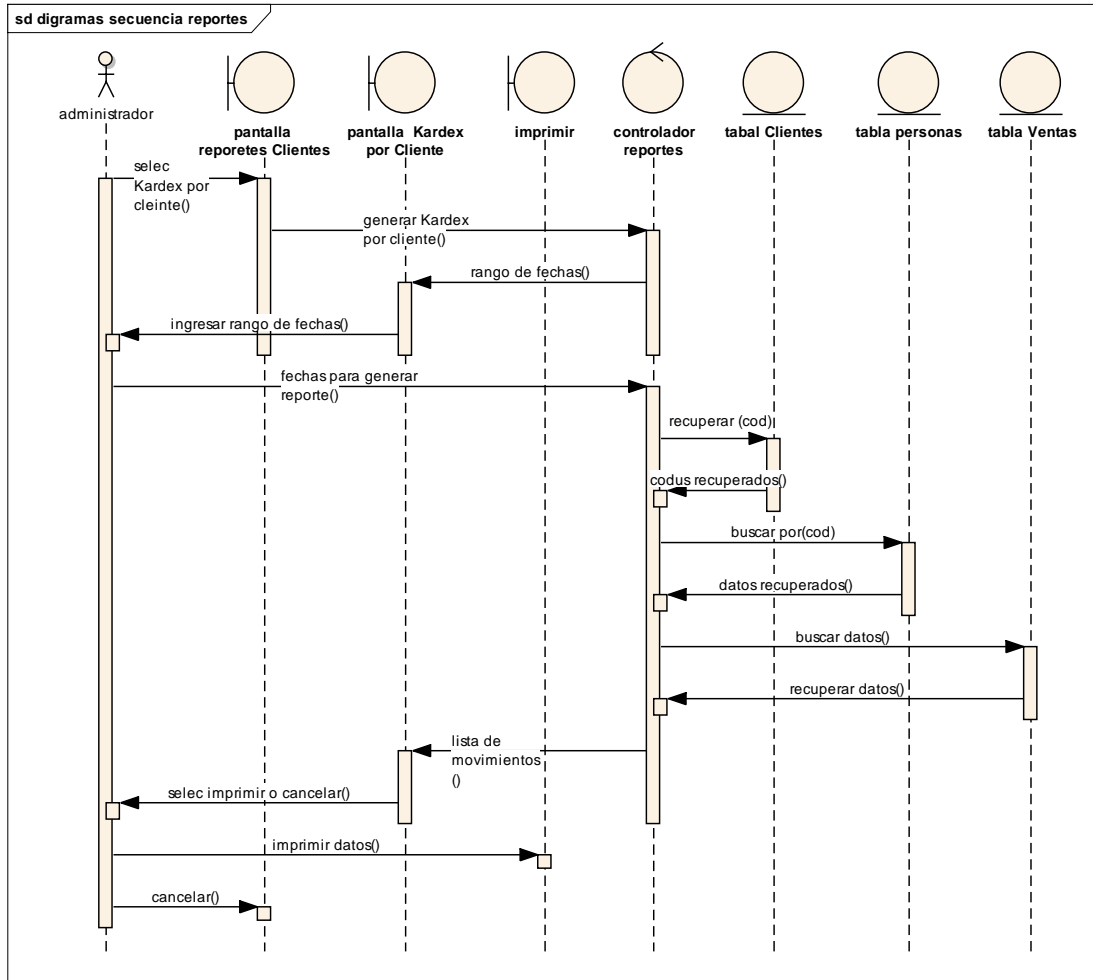 sd digramas secuencia reportes
administrador
pantalla
reporetes Clientes
pantalla Kardex
por Cliente
imprimir
controlador
reportes
tabal Clientes
tabla personas
tabla Ventas
selec
Kardex por
cleinte()
generar Kardex
por cliente()
rango de fechas()
ingresar rango de fechas()
fechas para generar
reporte()
recuperar (cod)
codus recuperados()
buscar por(cod)
datos recuperados()
buscar datos()
recuperar datos()
lista de
movimientos
()
selec imprimir o cancelar()
imprimir datos()
cancelar()